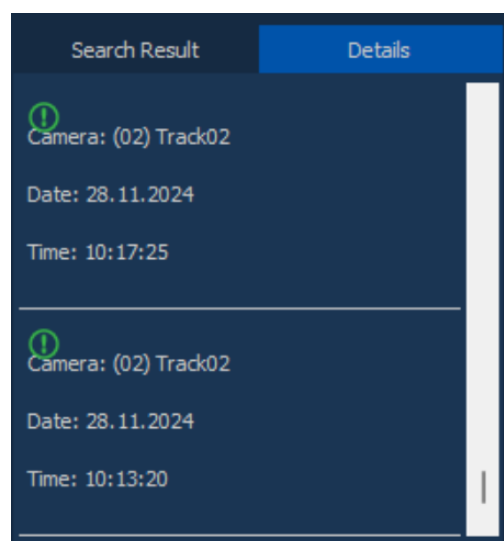 Search Result
Details
Camera: (02) Track02
Date: 28.11.2024
Time: 10:17:25
Camera: (02) Track02
Date: 28.11.2024
Time: 10:13:20